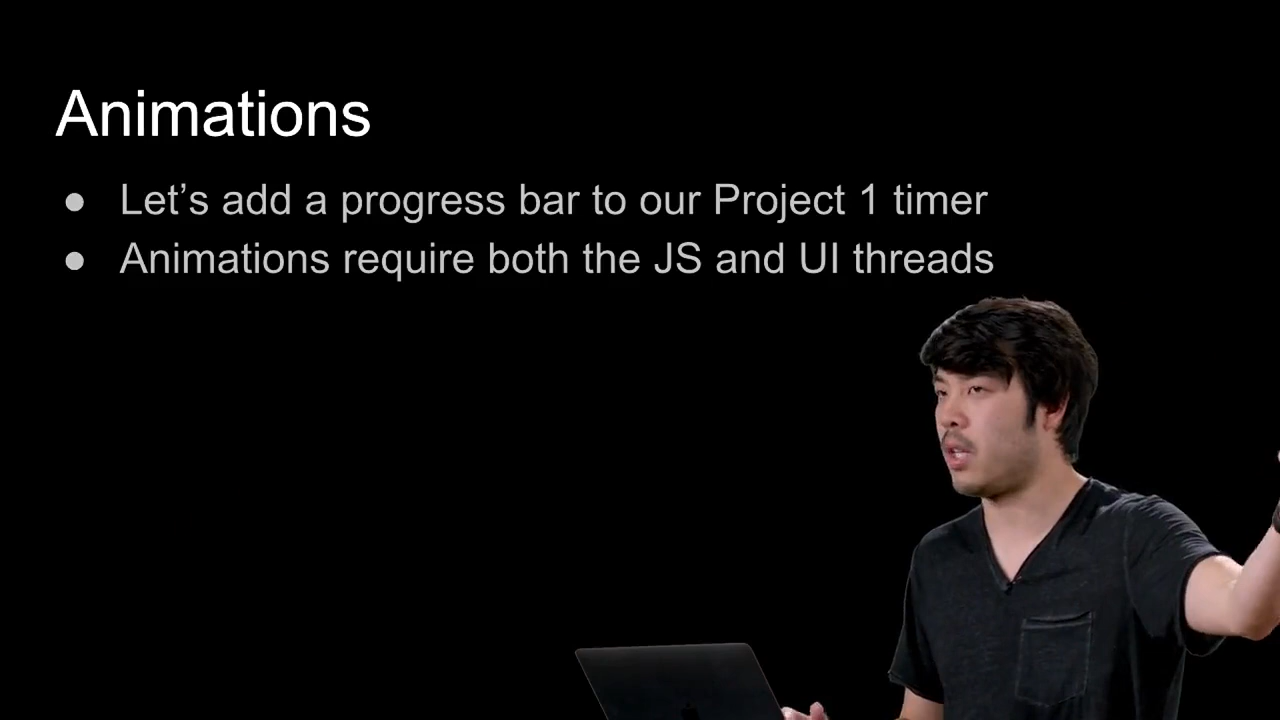 Animations
● Let’s add a progress bar to our Project 1 timer
● Animations require both the JS and UI threads